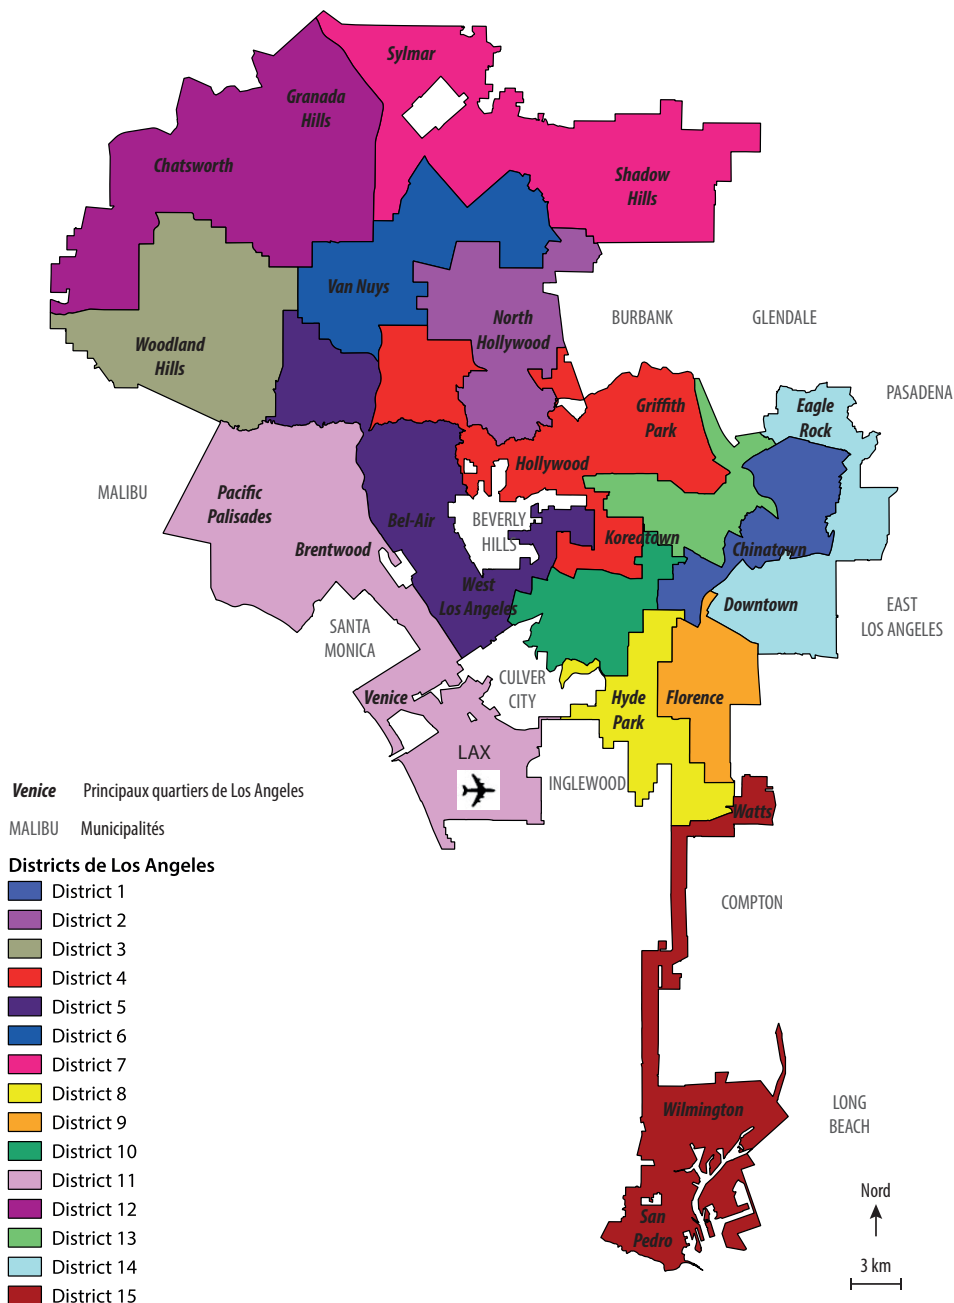 Sylmar
Granada
Hills
Chatsworth
Shadow
Hills
Van Nuys
North
Hollywood
BURBANK
GLENDALE
Woodland
Hills
PASADENA
Eagle
Rock
Griffith
Park
Hollywood
MALIBU
Pacific
Palisades
Bel-Air
BEVERLY
HILLS
Koreatown
Chinatown
Brentwood
West
Los Angeles
Downtown
EAST
LOS ANGELES
SANTA
MONICA
CULVER
CITY
Venice
Hyde
Park
Florence
LAX
INGLEWOOD
Watts
Venice Principaux quartiers de Los Angeles
MALIBU Municipalités
Districts de Los Angeles
District 1
District 2
District 3
District 4
District 5
District 6
District 7
District 8
District 9
District 10
District 11
District 12
District 13
District 14
District 15
COMPTON
Wilmington
LONG
BEACH
San
Pedro
Nord
3 km